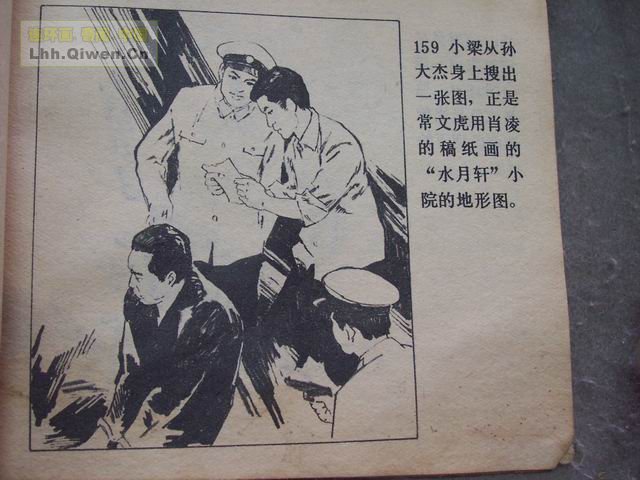 连环画 导航 中国
Lhh.Qiwen.Cn
159 小梁从孙
大杰身上搜出
一张图，正是
常文虎用肖凌
的稿纸画的
“水月轩”小
院的地形图。